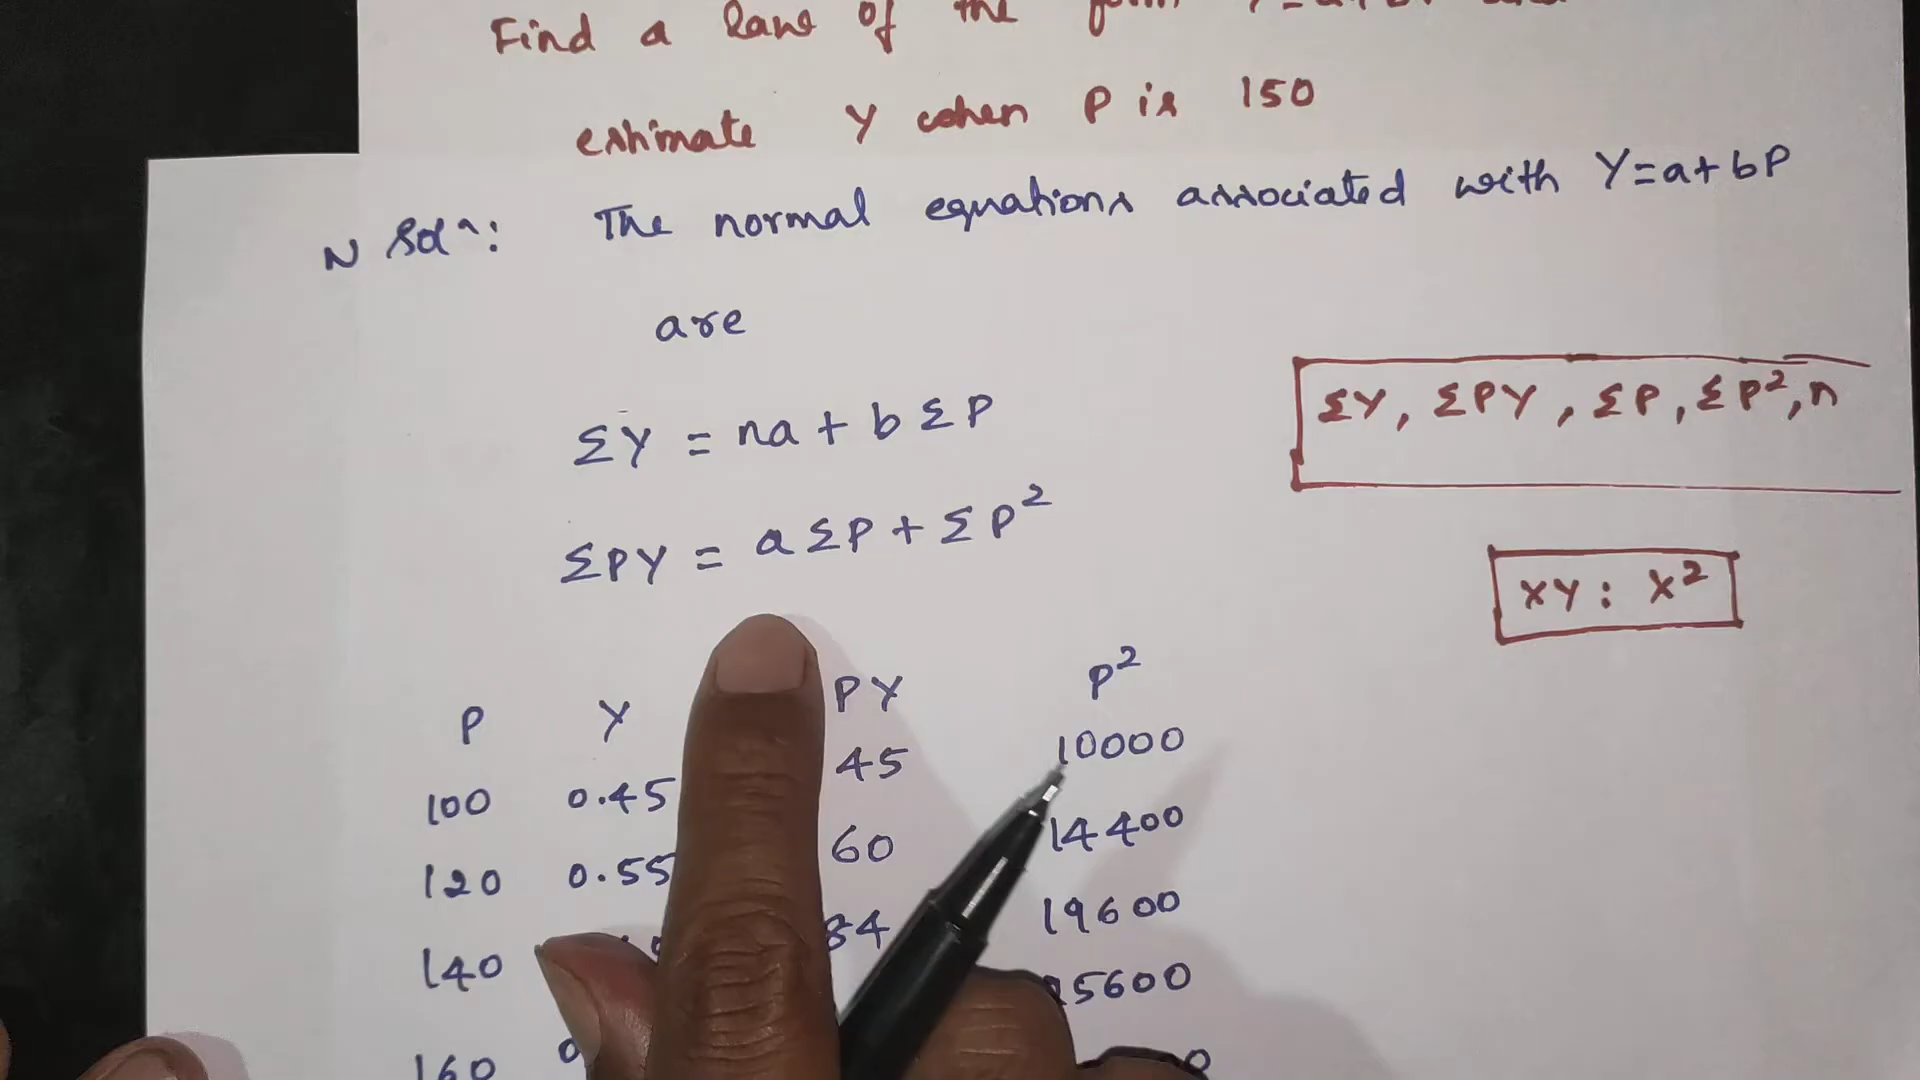 Find a law of the form
estimate Y when P is 150
Soln: The normal equations associated with Y=a+bP
are
ΣY = na + bΣP
ΣPY = aΣP + ΣP²
ΣY, ΣPY, ΣP, ΣP², n
XY : X²
P Y PY P²
100 0.45 45 10000
120 0.55 60 14400
140 84 19600
160 5600